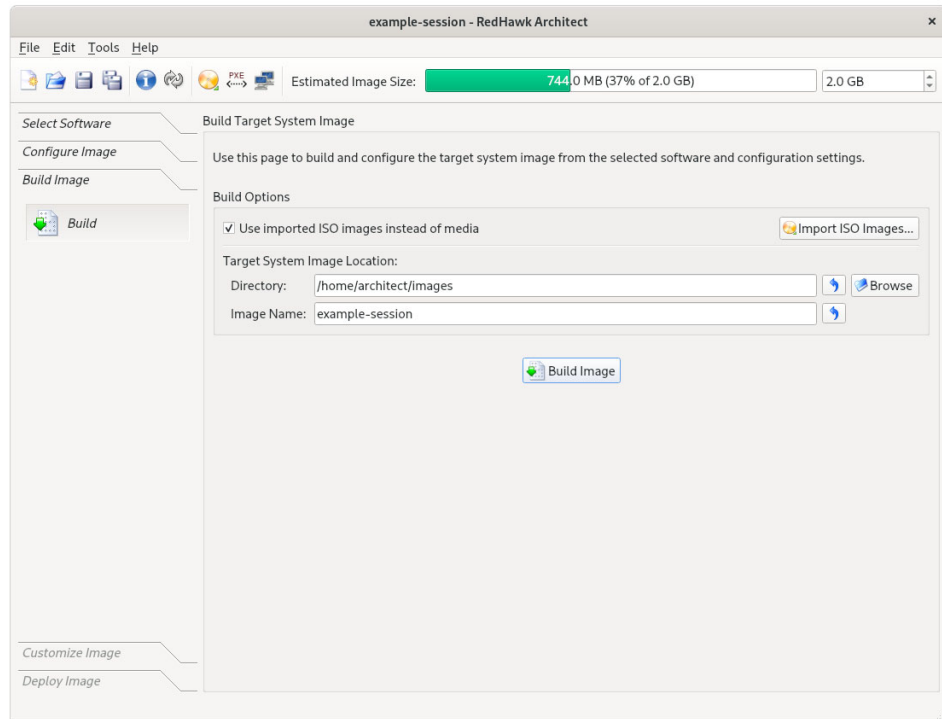 example-session - RedHawk Architect ×
File Edit Tools Help
PXE Estimated Image Size: 744.0 MB (37% of 2.0 GB) 2.0 GB
Select Software
Configure Image
Build Image
Build
Build Target System Image
Use this page to build and configure the target system image from the selected software and configuration settings.
Build Options
Use imported ISO images instead of media Import ISO Images...
Target System Image Location:
Directory: /home/architect/images Browse
Image Name: example-session
Build Image
Customize Image
Deploy Image